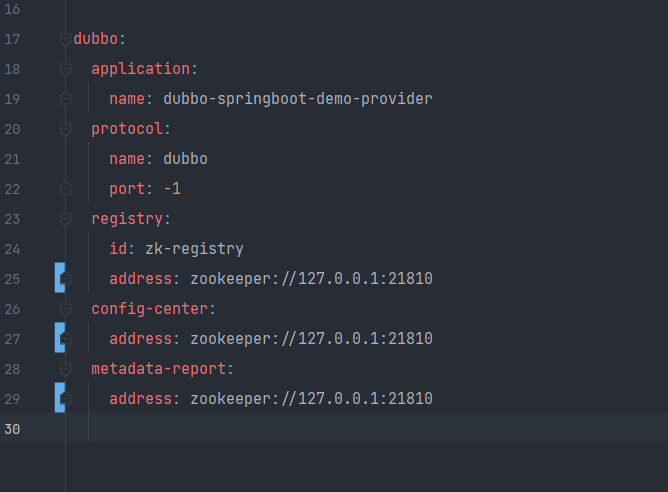 16
17 dubbo:
18 application:
19 name: dubbo-springboot-demo-provider
20 protocol:
21 name: dubbo
22 port: -1
23 registry:
24 id: zk-registry
25 address: zookeeper://127.0.0.1:21810
26 config-center:
27 address: zookeeper://127.0.0.1:21810
28 metadata-report:
29 address: zookeeper://127.0.0.1:21810
30